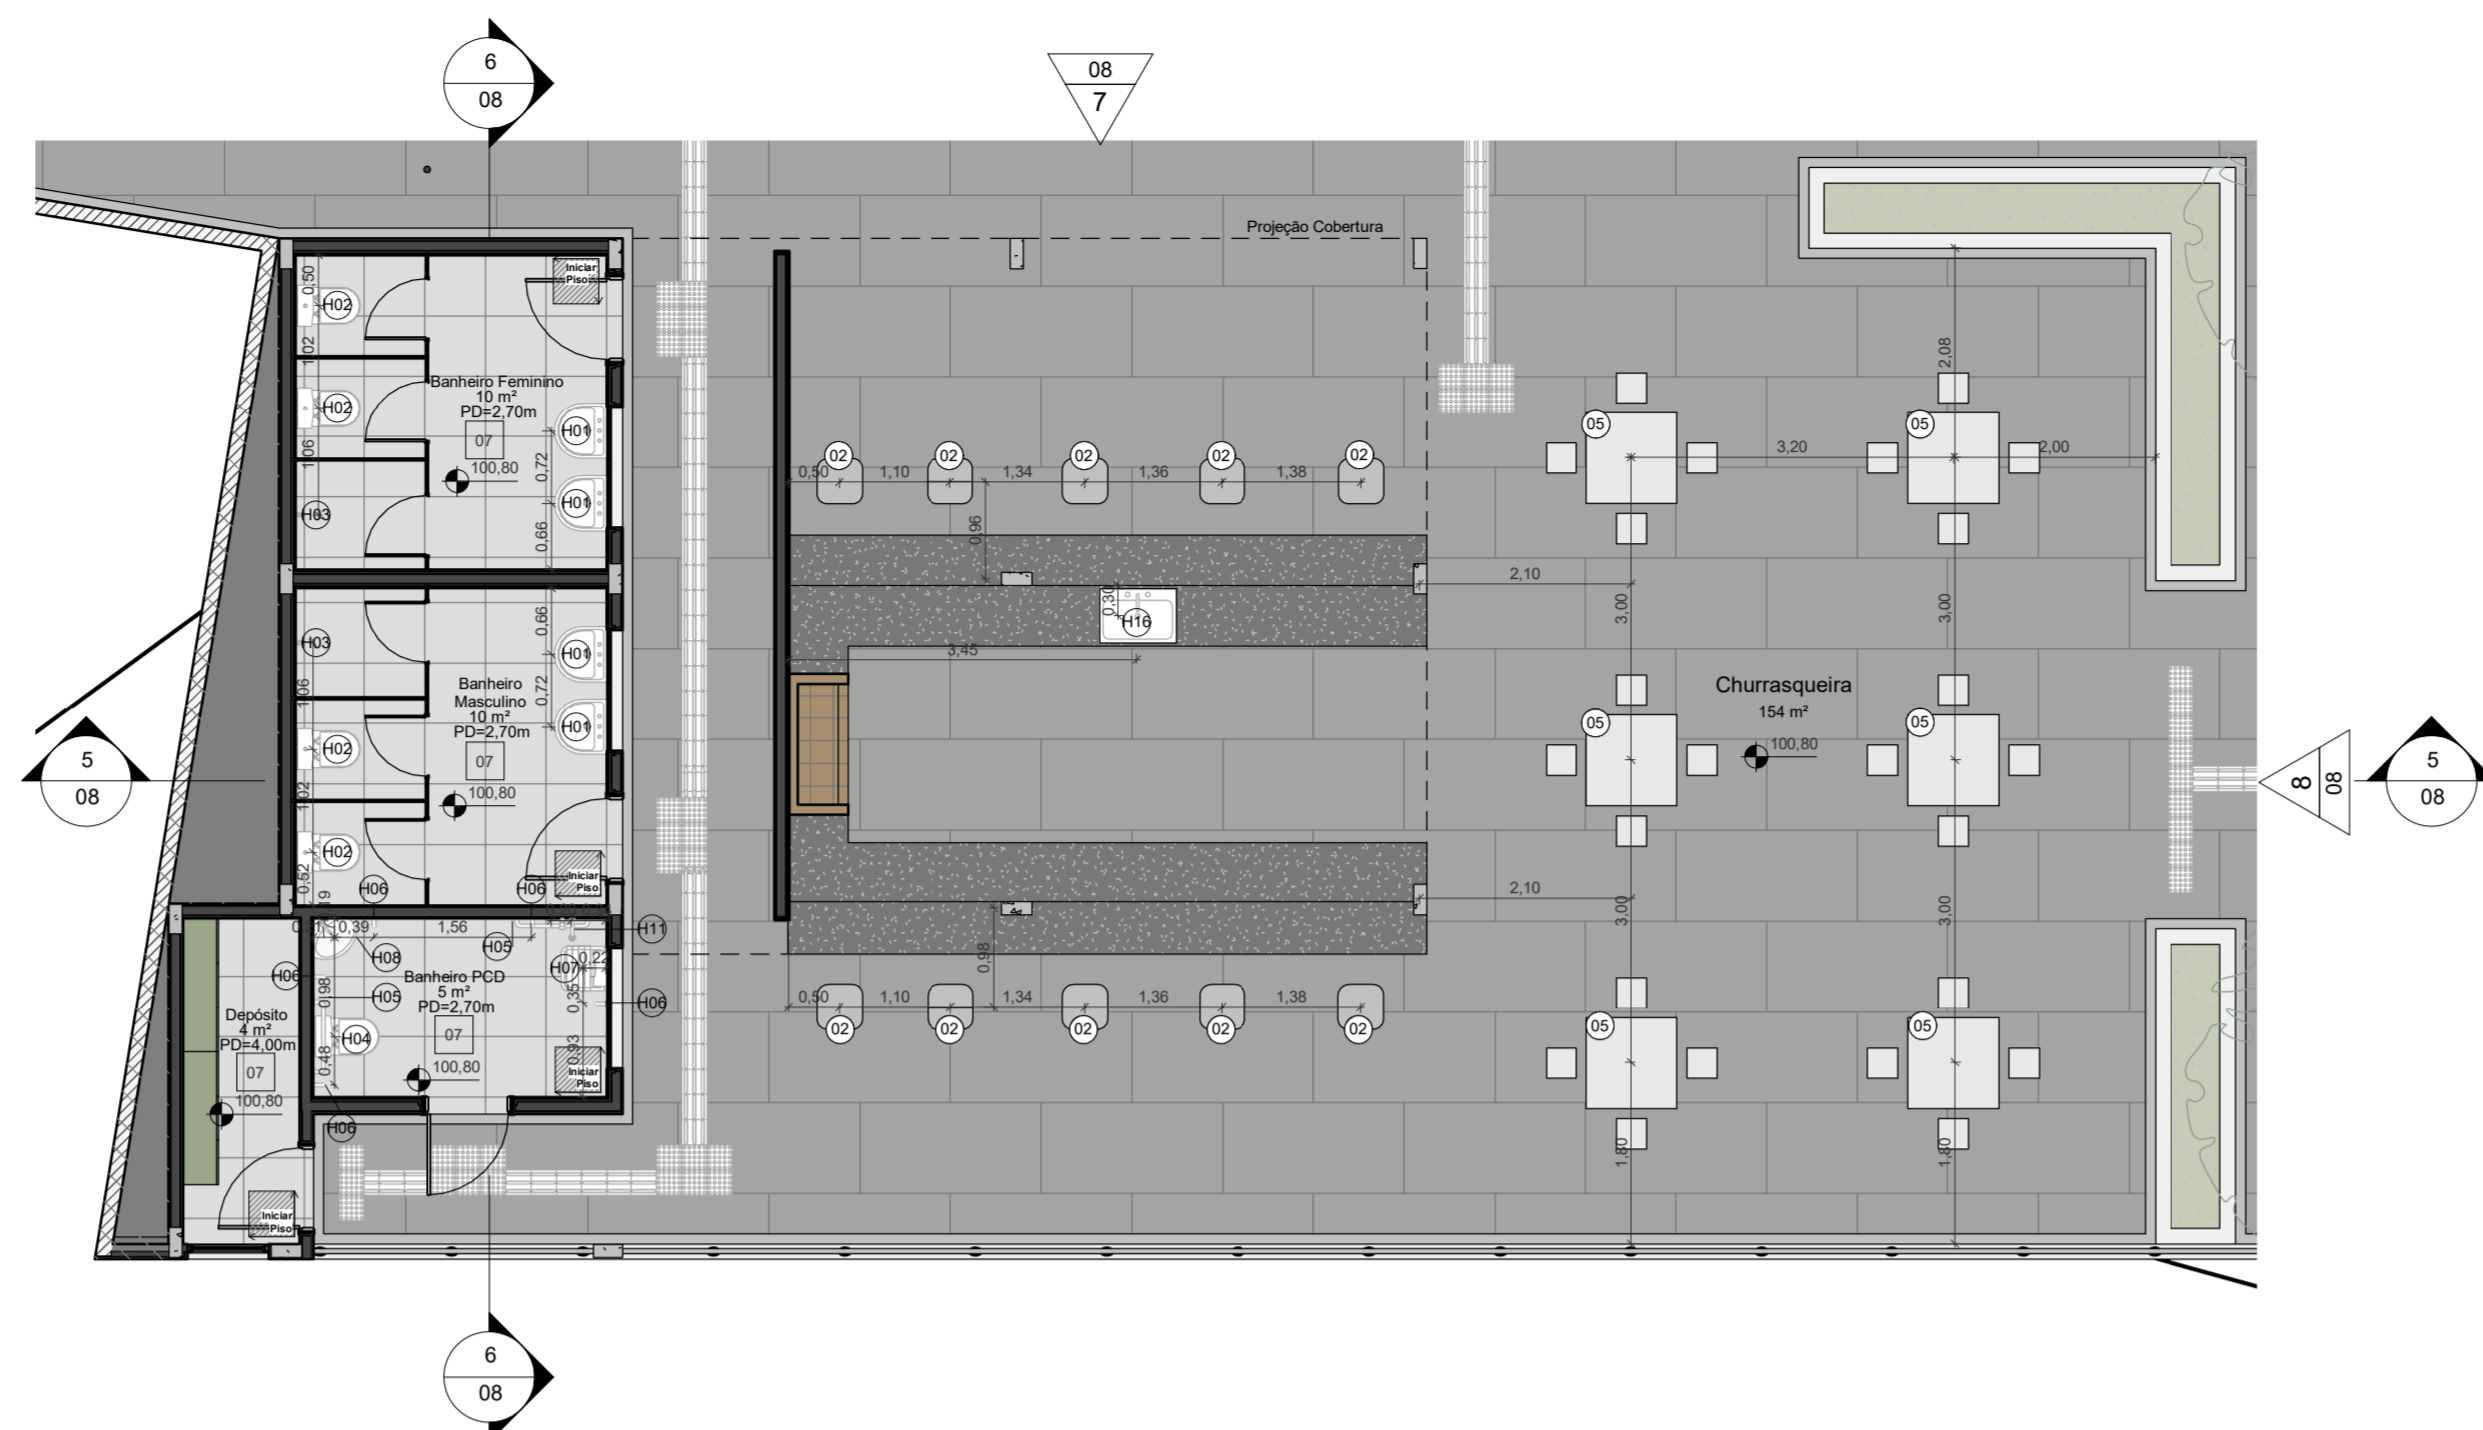 6
08
08
7
Projeção Cobertura
Iniciar
Piso
0,50
H02
1,02
H02
1,06
H03
Banheiro Feminino
10 m²
PD=2,70m
07
100,80
H01
0,72
H01
0,66
02
02
02
02
02
0,50
1,10
1,34
1,36
1,38
0,96
05
05
2,08
3,20
2,00
2,10
3,00
3,00
0,30
H16
3,45
H03
0,66
H01
1,06
Banheiro
Masculino
10 m²
PD=2,70m
07
0,72
H01
H02
1,02
100,80
H02
0,52
H06
H06
Iniciar
Piso
Churrasqueira
154 m²
100,80
05
05
5
08
8
08
5
08
2,10
3,00
3,00
0,39
1,56
H05
H11
H08
H06
H07
0,22
Banheiro PCD
5 m²
PD=2,70m
07
0,98
H05
0,35
H06
H04
0,48
0,93
100,80
Iniciar
Piso
Depósito
4 m²
PD=4,00m
07
100,80
H06
Iniciar
Piso
0,98
0,50
1,10
1,34
1,36
1,38
02
02
02
02
02
05
05
1,80
1,80
6
08